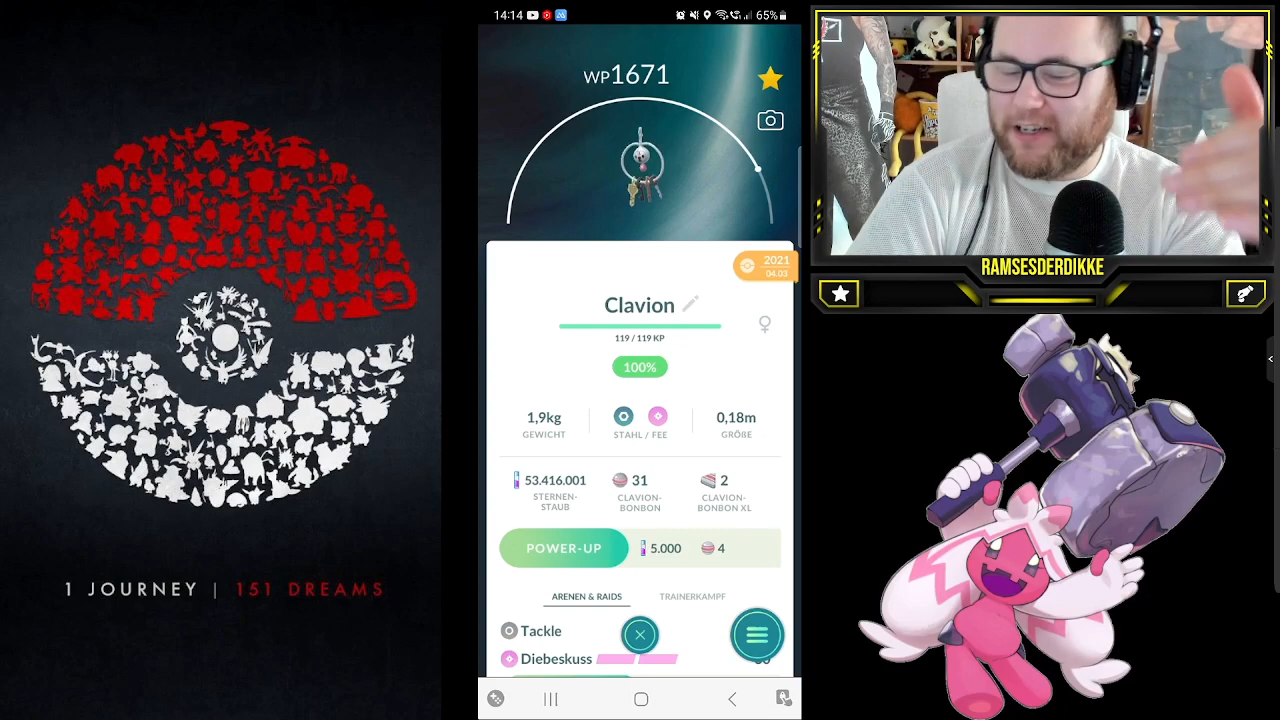 1 JOURNEY | 151 DREAMS
14:14
65%
WP1671
2021
04.03
Clavion
119 / 119 KP
100%
1,9kg
GEWICHT
STAHL / FEE
0,18m
GRÖßE
53.416.001
STERNEN-
STAUB
31
CLAVION-
BONBON
2
CLAVION-
BONBON XL
POWER-UP
5.000
4
ARENEN & RAIDS
TRAINERKAMPF
Tackle
Diebeskuss
RAMSESDERDIKKE